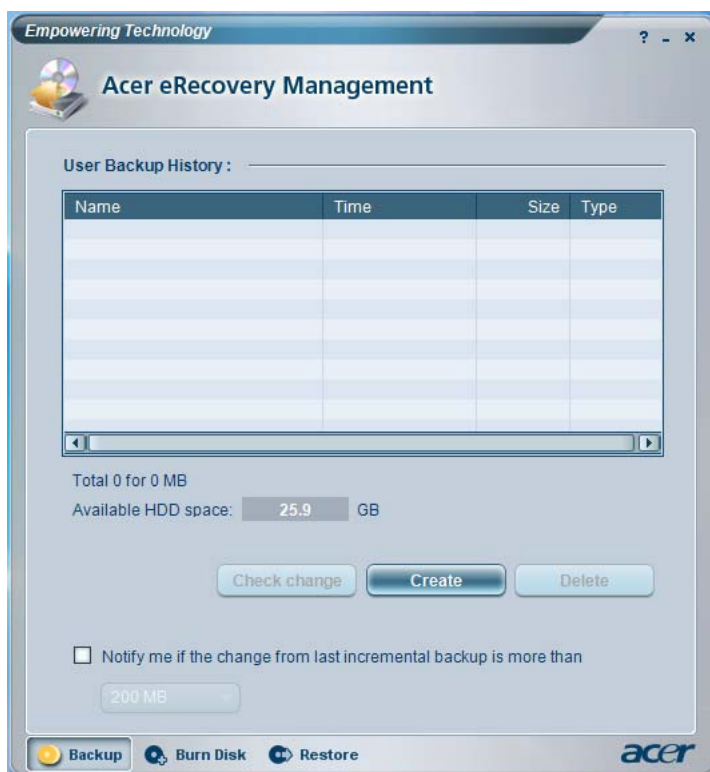 Empowering Technology
? - ×
Acer eRecovery Management
User Backup History :
Name Time Size Type
Total 0 for 0 MB
Available HDD space: 25.9 GB
Check change Create Delete
Notify me if the change from last incremental backup is more than
200 MB
Backup Burn Disk Restore acer